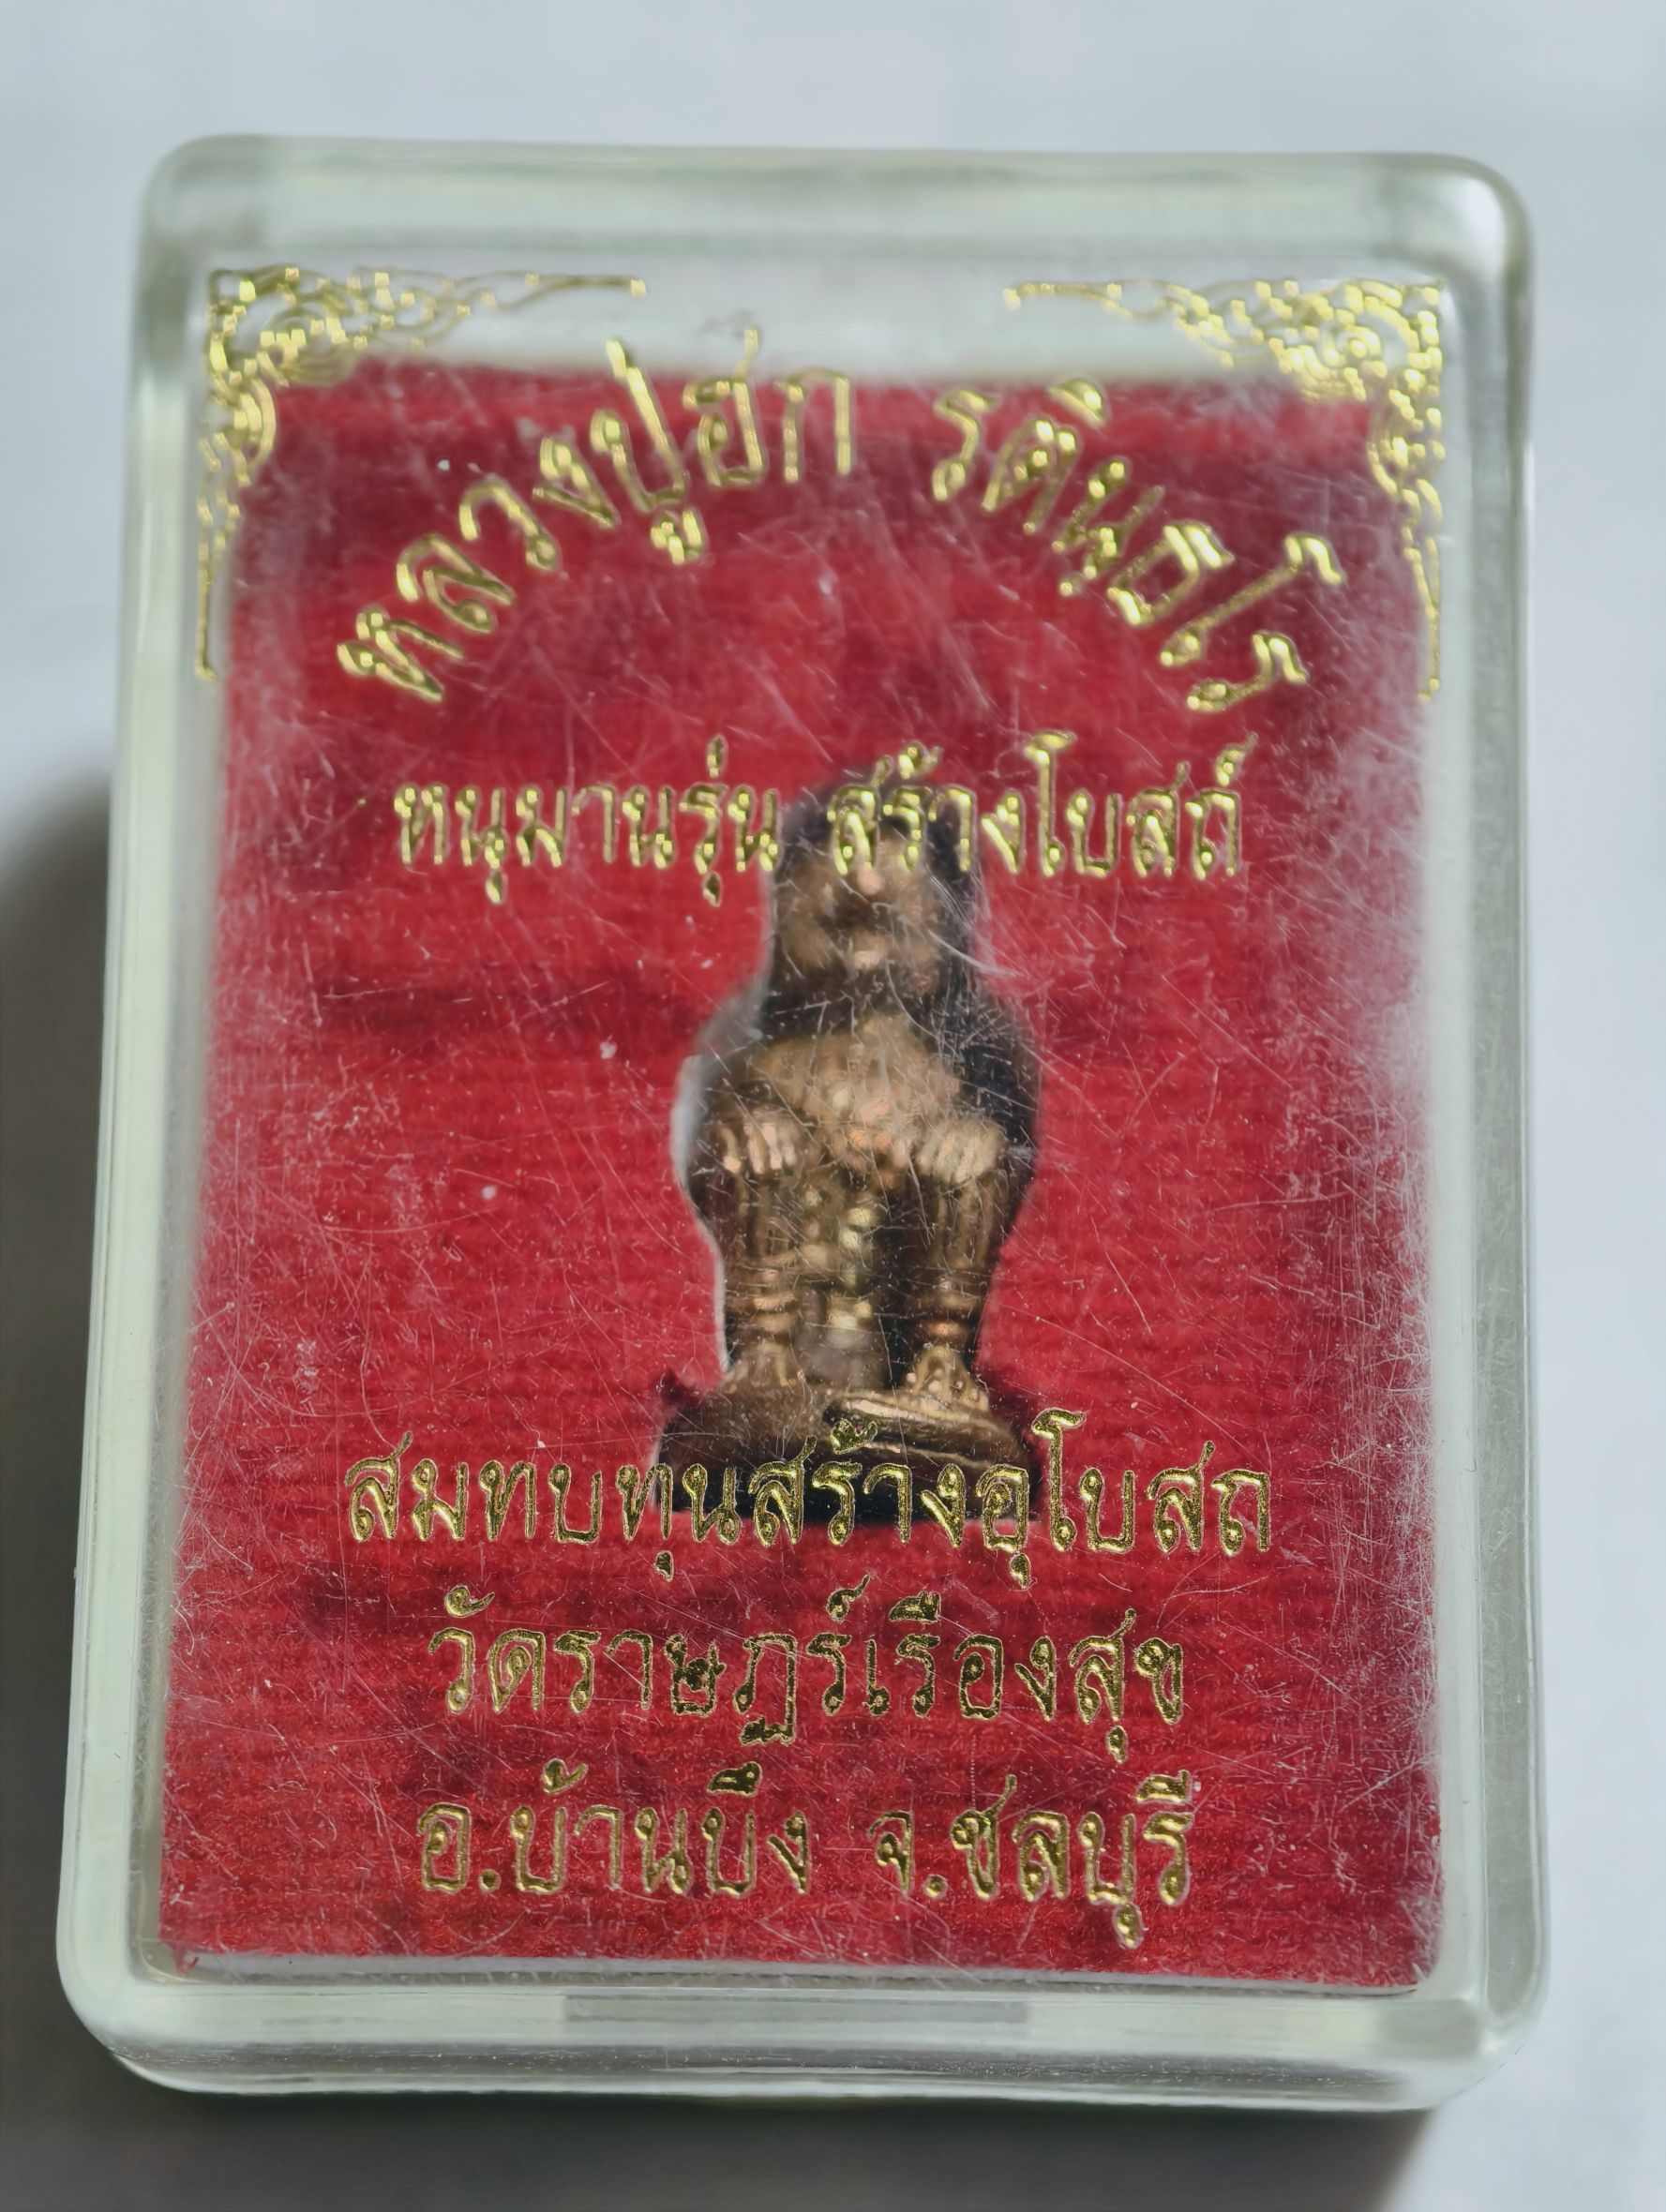 หลวงปู่ฮก รตินฺธโร
หนุมานรุ่น สร้างโบสถ์
สมทบทุนสร้างอุโบสถ
วัดราษฎร์เรืองสุข
อ.บ้านบึง จ.ชลบุรี